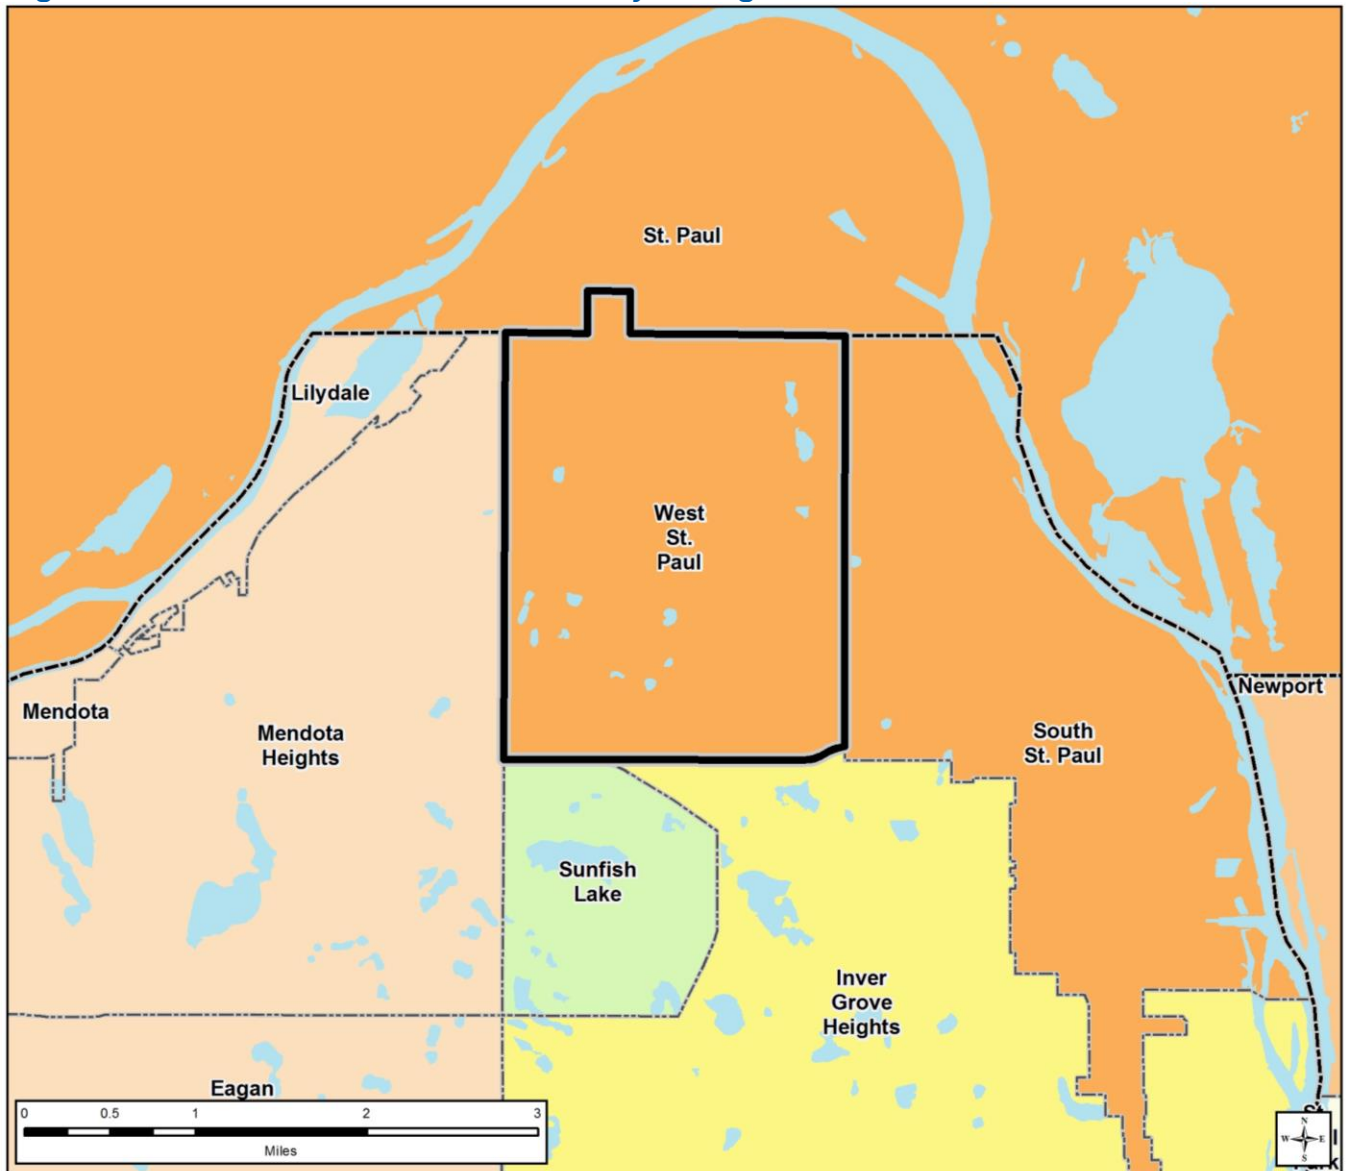 St. Paul
Lilydale
West
St.
Paul
Newport
Mendota
Mendota
Heights
South
St. Paul
Sunfish
Lake
Inver
Grove
Heights
Eagan
0 0.5 1 2 3
Miles
N
W E
S